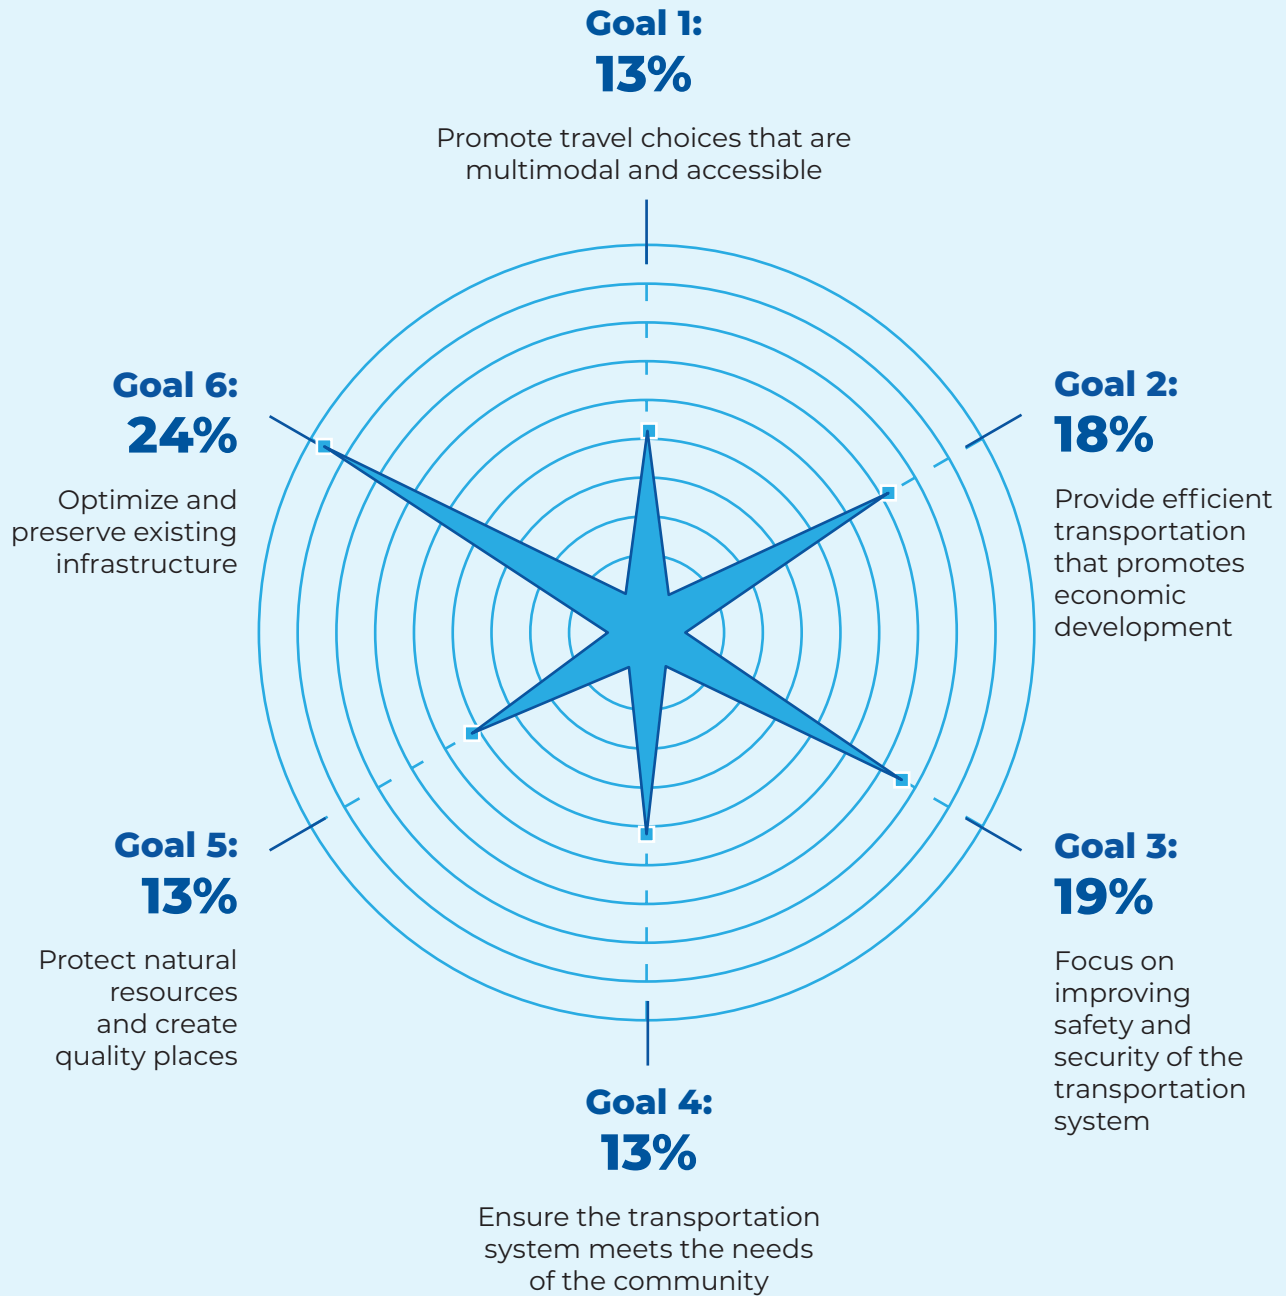 Goal 1:
13%
Promote travel choices that are
multimodal and accessible
Goal 2:
18%
Provide efficient
transportation
that promotes
economic
development
Goal 3:
19%
Focus on
improving
safety and
security of the
transportation
system
Goal 4:
13%
Ensure the transportation
system meets the needs
of the community
Goal 5:
13%
Protect natural
resources
and create
quality places
Goal 6:
24%
Optimize and
preserve existing
infrastructure